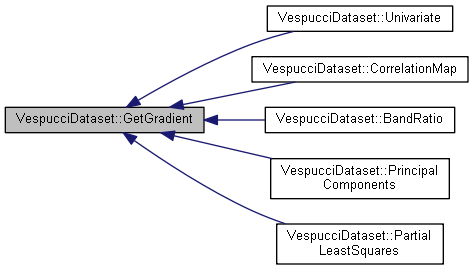 VespucciDataset::Univariate
VespucciDataset::CorrelationMap
VespucciDataset::GetGradient
VespucciDataset::BandRatio
VespucciDataset::Principal
Components
VespucciDataset::Partial
LeastSquares